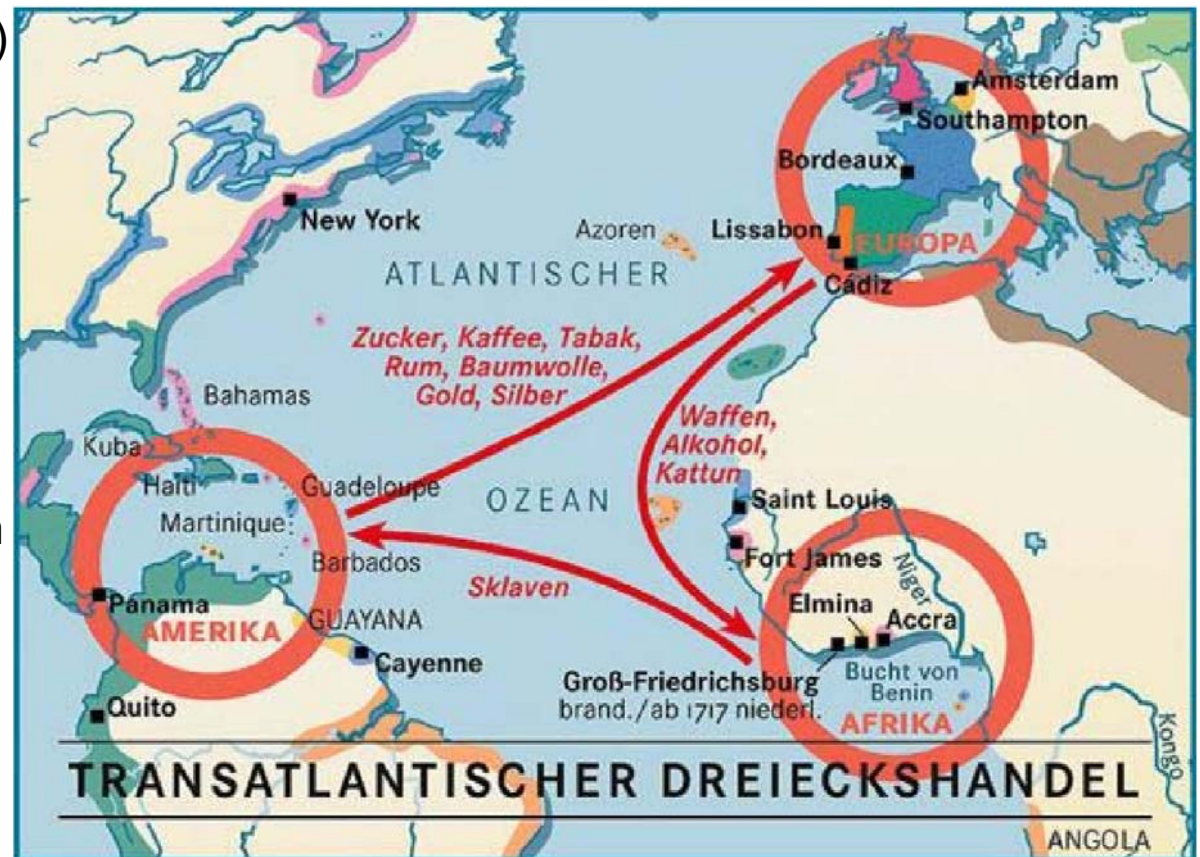 )
Amsterdam
Southampton
Bordeaux
New York
Azoren
Lissabon
EUROPA
ATLANTISCHER
Cádiz
Zucker, Kaffee, Tabak,
Rum, Baumwolle,
Gold, Silber
Bahamas
Waffen,
Alkohol,
Kattun
Kuba
Haiti
Guadeloupe
OZEAN
Saint Louis
Martinique
Fort James
Barbados
Niger
Sklaven
Elmina
Panama
GUAYANA
Accra
AMERIKA
Cayenne
Groß-Friedrichsburg
brand./ab 1717 niederl.
Bucht von
Benin
Quito
AFRIKA
Kongo
TRANSATLANTISCHER DREIECKSHANDEL
ANGOLA